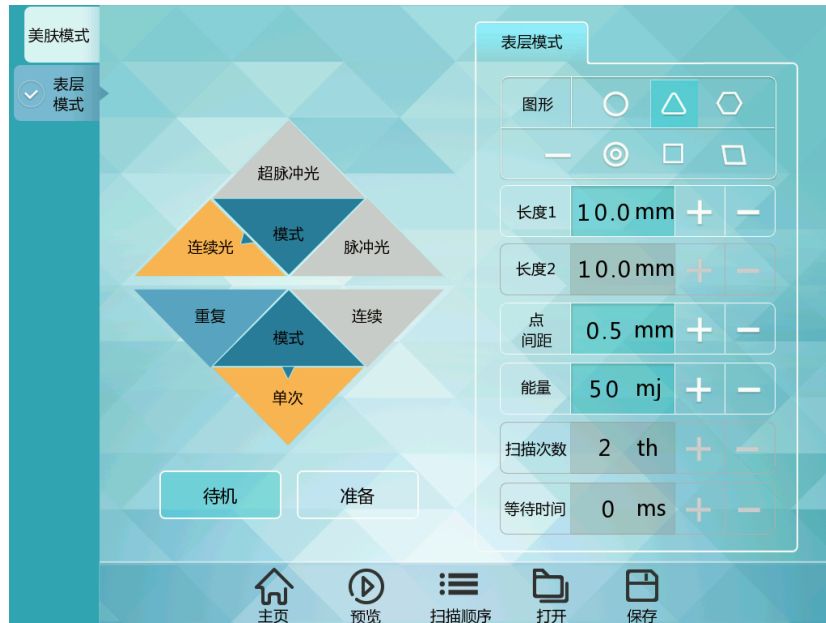 美肤模式
表层
模式
超脉冲光
连续光
模式
脉冲光
重复
模式
连续
单次
待机
准备
表层模式
图形
长度1 10.0 mm + −
长度2 10.0 mm + −
点
间距
0.5 mm + −
能量 50 mj + −
扫描次数 2 th + −
等待时间 0 ms + −
主页
预览
扫描顺序
打开
保存